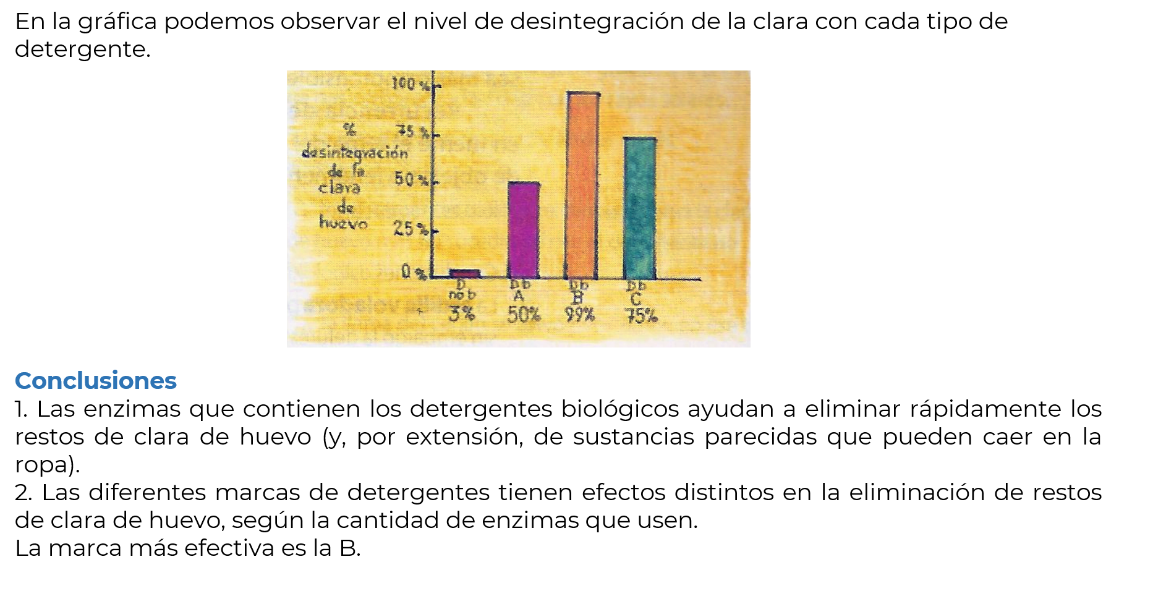 En la gráfica podemos observar el nivel de desintegración de la clara con cada tipo de
detergente.
100 %
75 %
50 %
25 %
0 %
%
desintegración
de la
clara
de
huevo
D
no b
3%
Db
A
50%
Db
B
99%
Db
C
75%
Conclusiones
1. Las enzimas que contienen los detergentes biológicos ayudan a eliminar rápidamente los
restos de clara de huevo (y, por extensión, de sustancias parecidas que pueden caer en la
ropa).
2. Las diferentes marcas de detergentes tienen efectos distintos en la eliminación de restos
de clara de huevo, según la cantidad de enzimas que usen.
La marca más efectiva es la B.